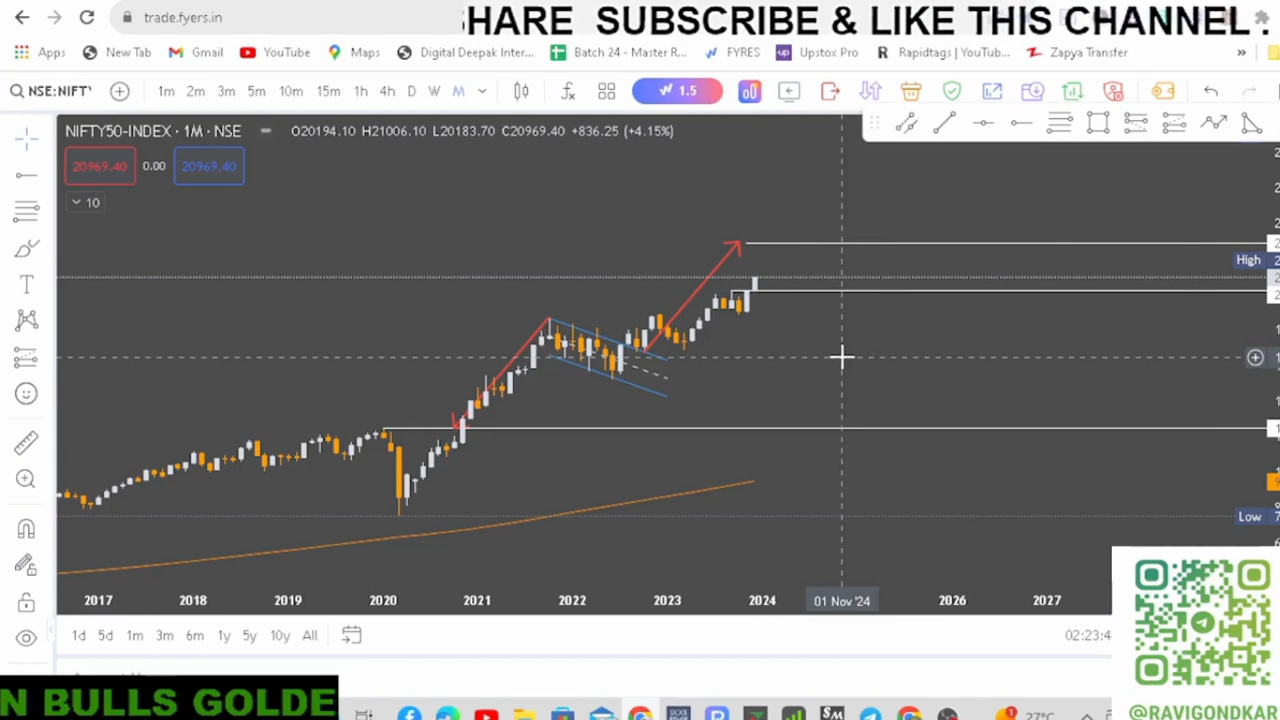 trade.fyers.in
SHARE SUBSCRIBE & LIKE THIS CHANNEL .
Apps New Tab Gmail YouTube Maps Digital Deepak Inter... Batch 24 - Master R... FYRES Upstox Pro Rapidtags | YouTub... Zapya Transfer »
NSE:NIFTY 1m 2m 3m 5m 10m 15m 1h 4h D W M 1.5
NIFTY50-INDEX · 1M · NSE O20194.10 H21006.10 L20183.70 C20969.40 +836.25 (+4.15%)
20969.40 0.00 20969.40
10
High
Low
2017 2018 2019 2020 2021 2022 2023 2024 01 Nov '24 2026 2027
1d 5d 1m 3m 6m 1y 5y 10y All
02:23:4
N BULLS GOLDE
27°C
@RAVIGONDKAR